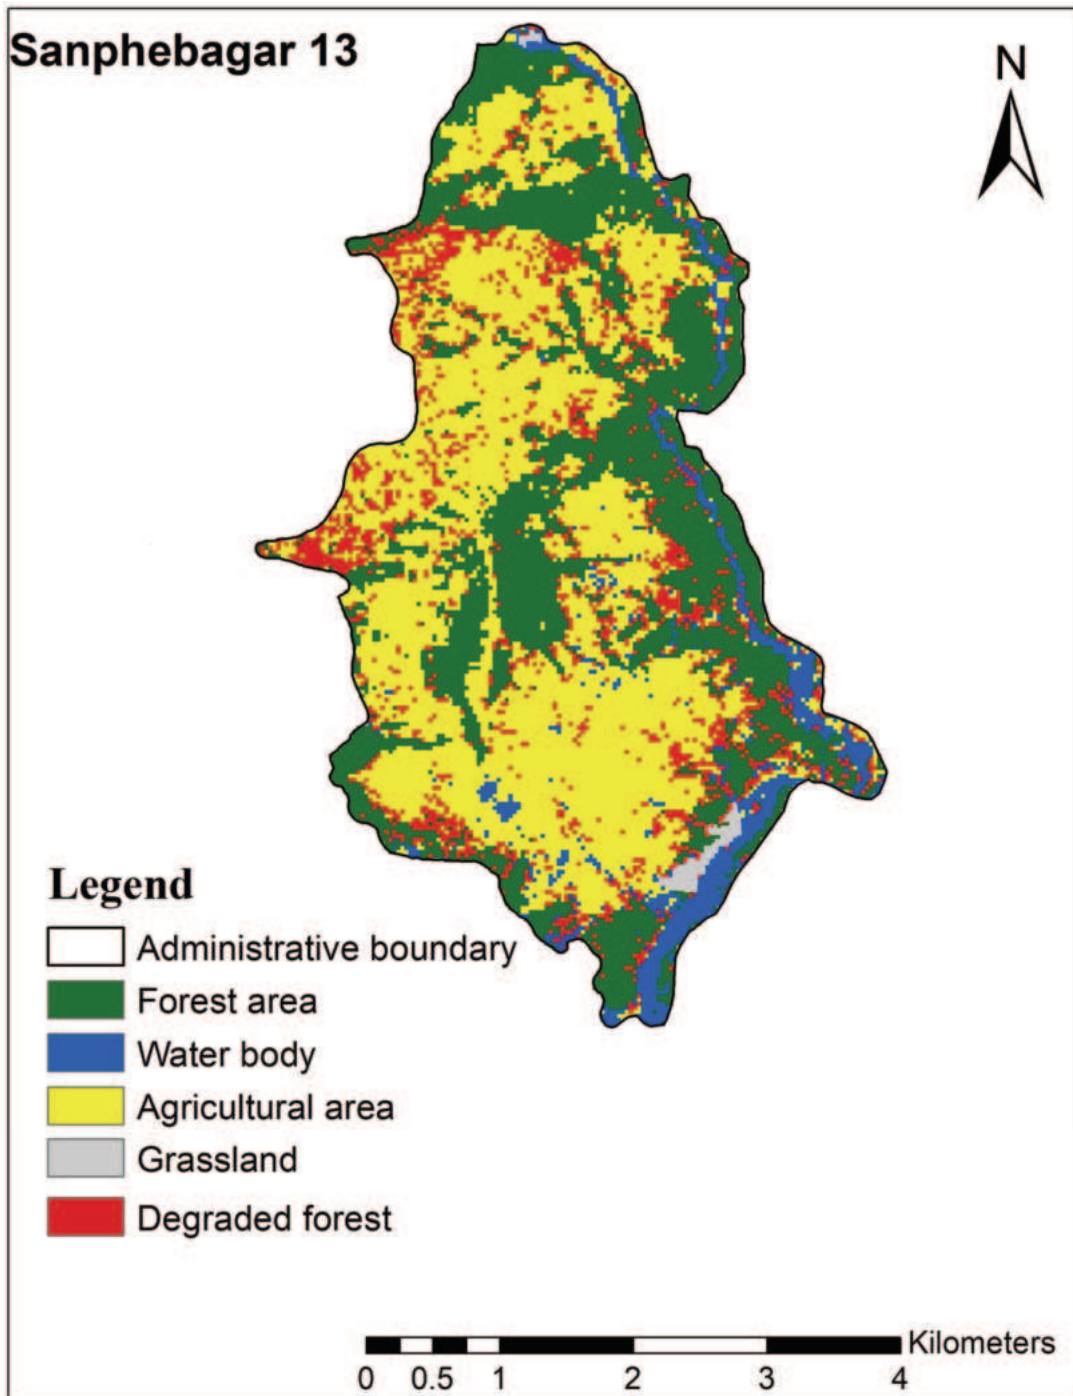 Sanphebagar 13
N
Legend
Administrative boundary
Forest area
Water body
Agricultural area
Grassland
Degraded forest
Kilometers
0 0.5 1 2 3 4